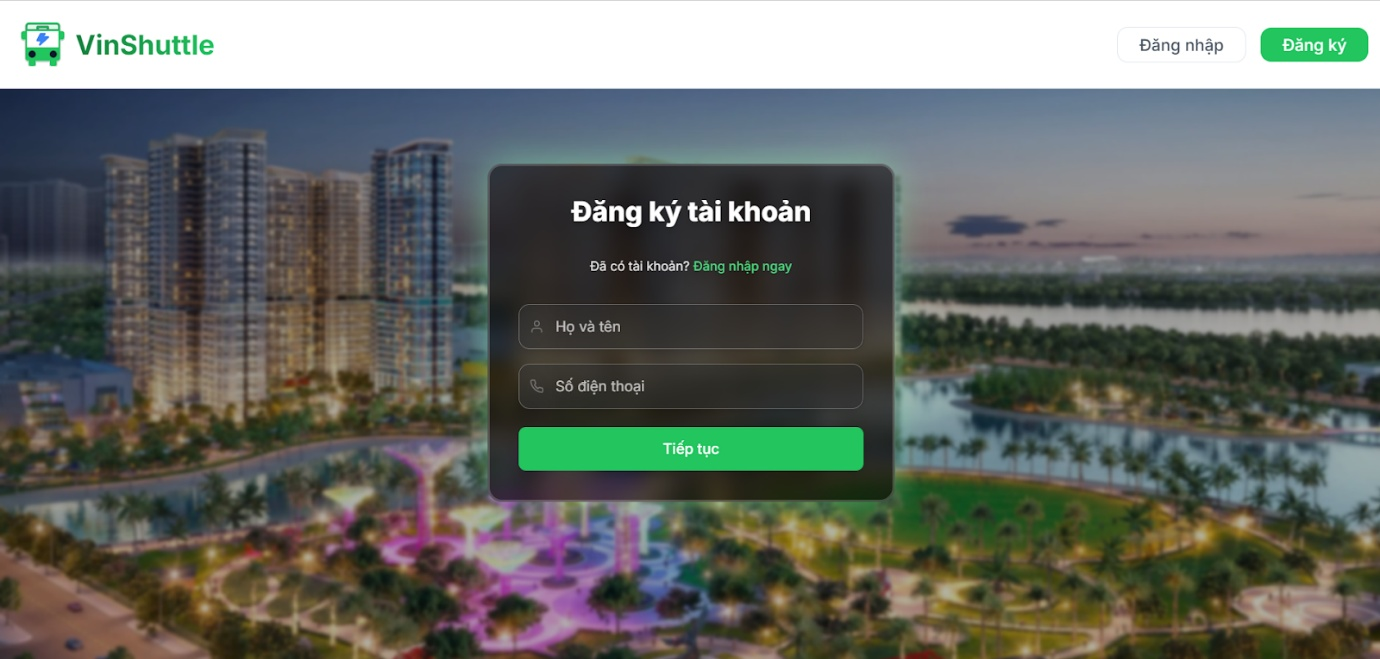 VinShuttle
Đăng nhập
Đăng ký
Đăng ký tài khoản
Đã có tài khoản? Đăng nhập ngay
Họ và tên
Số điện thoại
Tiếp tục